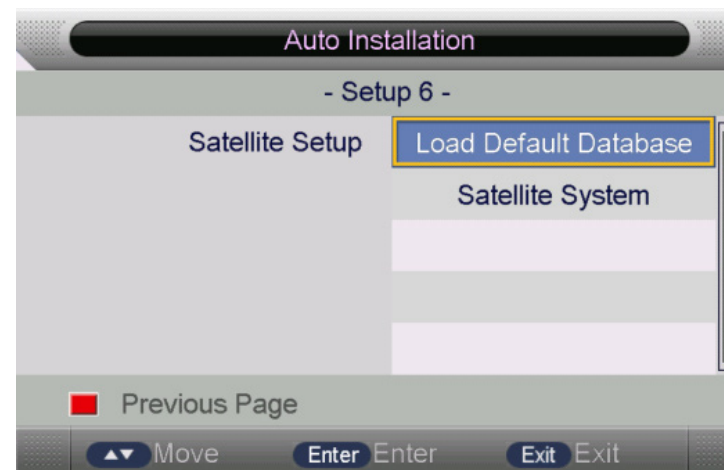 Auto Installation
- Setup 6 -
Satellite Setup Load Default Database
Satellite System
Previous Page
Move Enter Enter Exit Exit